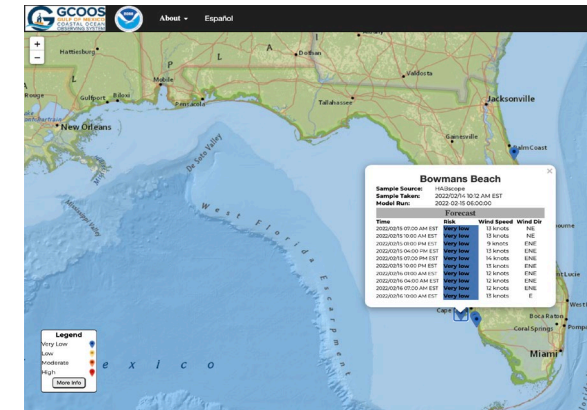 GCOOS
GULF OF MEXICO
COASTAL OCEAN
OBSERVING SYSTEM
About
Español
+
−
Hattiesburg
Dothan
A
P
L
A
L
Mobile
Valdosta
Rouge
Gulfport
Biloxi
Pensacola
Tallahassee
Jacksonville
New Orleans
Gainesville
Palm Coast
De Soto Valley
Mississippi Valley
West Florida Escarpment
Bowmans Beach
×
Sample Source: HABscope
Sample Taken: 2022/02/14 10:12 AM EST
Model Run: 2022-02-15 06:00:00
Forecast
Time Risk Wind Speed Wind Dir
2022/02/15 07:00 AM EST Very low 13 knots NE
2022/02/15 10:00 AM EST Very low 13 knots NE
2022/02/15 01:00 PM EST Very low 9 knots ENE
2022/02/15 04:00 PM EST Very low 13 knots ENE
2022/02/15 07:00 PM EST Very low 14 knots ENE
2022/02/15 10:00 PM EST Very low 13 knots ENE
2022/02/16 01:00 AM EST Very low 12 knots ENE
2022/02/16 04:00 AM EST Very low 12 knots ENE
2022/02/16 07:00 AM EST Very low 12 knots ENE
2022/02/16 10:00 AM EST Very low 13 knots E
ourne
t Lucie
Cape
West
Boca Raton
Coral Springs
Pompa
Miami
Legend
Very Low
Low
Moderate
High
More Info
e x i c o